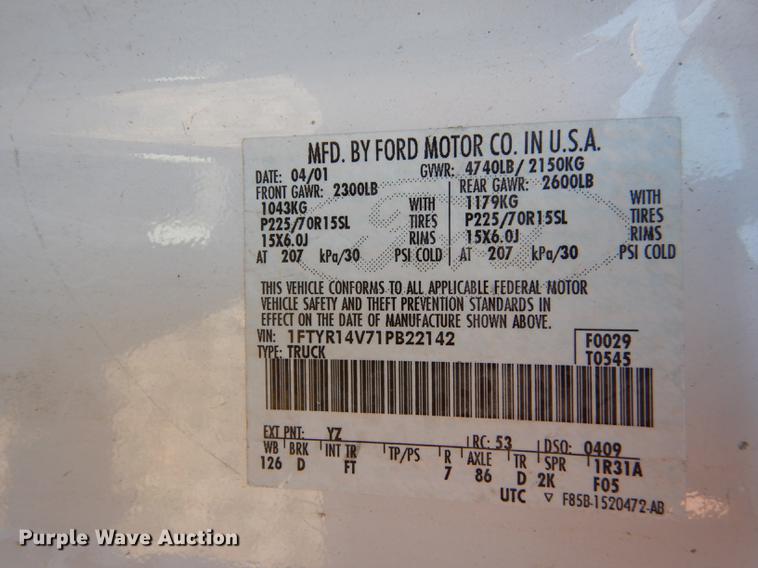 MFD. BY FORD MOTOR CO. IN U.S.A.
DATE: 04/01 GVWR: 4740LB/ 2150KG
FRONT GAWR: 2300LB REAR GAWR: 2600LB
1043KG WITH 1179KG WITH
P225/70R15SL TIRES P225/70R15SL TIRES
15X6.0J RIMS 15X6.0J RIMS
AT 207 kPa/30 PSI COLD AT 207 kPa/30 PSI COLD
THIS VEHICLE CONFORMS TO ALL APPLICABLE FEDERAL MOTOR
VEHICLE SAFETY AND THEFT PREVENTION STANDARDS IN
EFFECT ON THE DATE OF MANUFACTURE SHOWN ABOVE.
VIN: 1FTYR14V71PB22142 F0029
TYPE: TRUCK T0545
EXT PNT: YZ RC: 53 DSO: 0409
WB BRK INT TR TP/PS R AXLE TR SPR 1R31A
126 D FT 7 86 D 2K F05
UTC ▽ F85B-1520472-AB
Purple Wave Auction